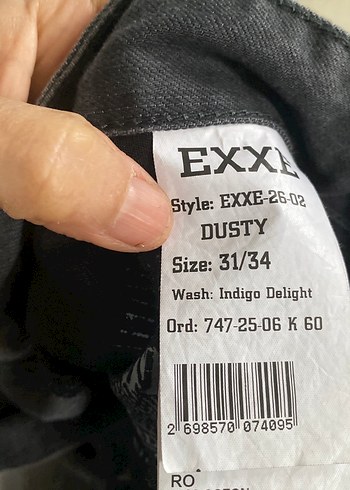 EXXE
Style: EXXE-26-02
DUSTY
Size: 31/34
Wash: Indigo Delight
Ord: 747-25-06 K 60
2 698570 074095
RO